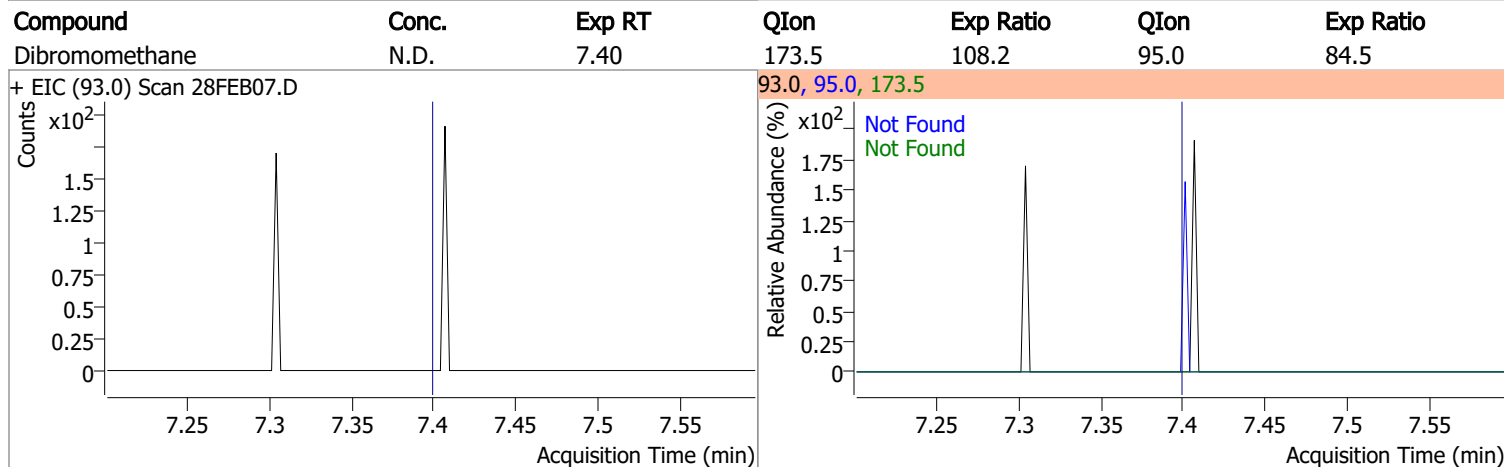 Compound Conc. Exp RT QIon Exp Ratio QIon Exp Ratio
Dibromomethane N.D. 7.40 173.5 108.2 95.0 84.5
+ EIC (93.0) Scan 28FEB07.D
Counts
x10²
1.5
1.25
1
0.75
0.5
0.25
0
7.25 7.3 7.35 7.4 7.45 7.5 7.55
Acquisition Time (min)
93.0, 95.0, 173.5
Relative Abundance (%)
x10²
Not Found
Not Found
1.75
1.5
1.25
1
0.75
0.5
0.25
0
7.25 7.3 7.35 7.4 7.45 7.5 7.55
Acquisition Time (min)